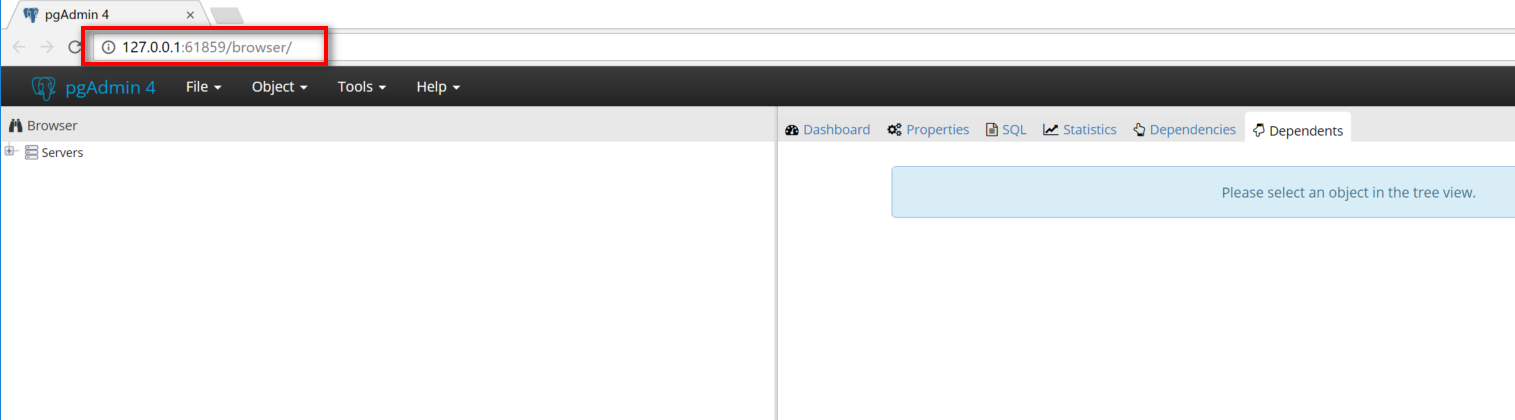 pgAdmin 4
127.0.0.1:61859/browser/
pgAdmin 4 File Object Tools Help
Browser
Dashboard Properties SQL Statistics Dependencies Dependents
Servers
Please select an object in the tree view.